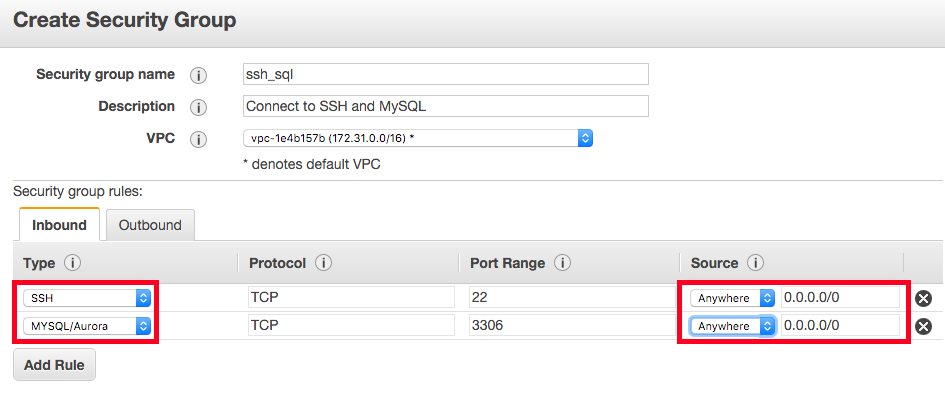 Create Security Group
Security group name i ssh_sql
Description i Connect to SSH and MySQL
VPC i vpc-1e4b157b (172.31.0.0/16) *
* denotes default VPC
Security group rules:
Inbound Outbound
Type i Protocol i Port Range i Source i
SSH TCP 22 Anywhere 0.0.0.0/0
MYSQL/Aurora TCP 3306 Anywhere 0.0.0.0/0
Add Rule